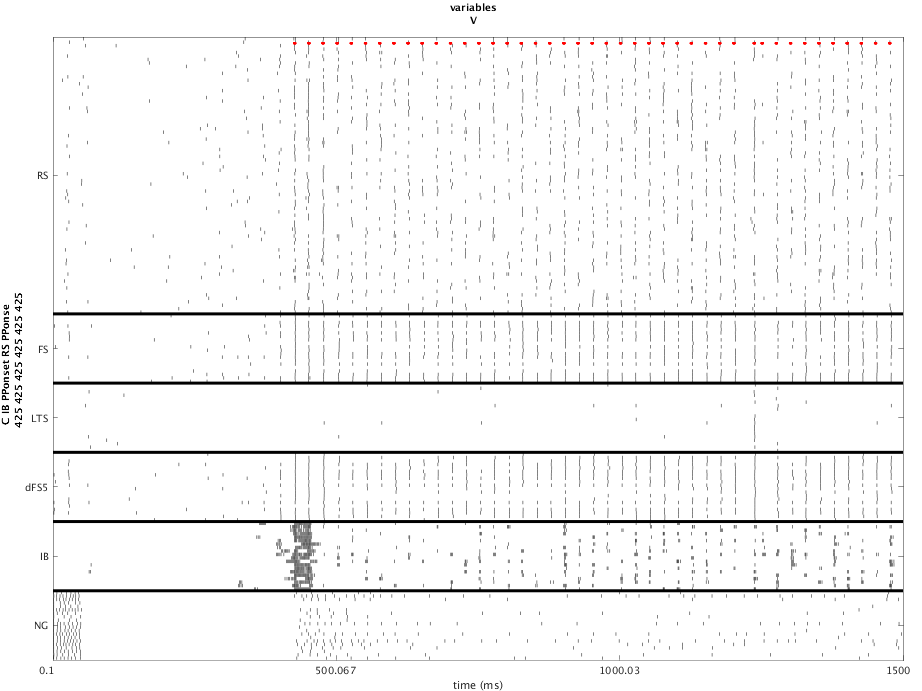 variables
V
C IB PPonset RS PPonse
425 425 425 425 425 425 425
RS
FS
LTS
dFS5
IB
NG
0.1
500.067
1000.03
1500
time (ms)